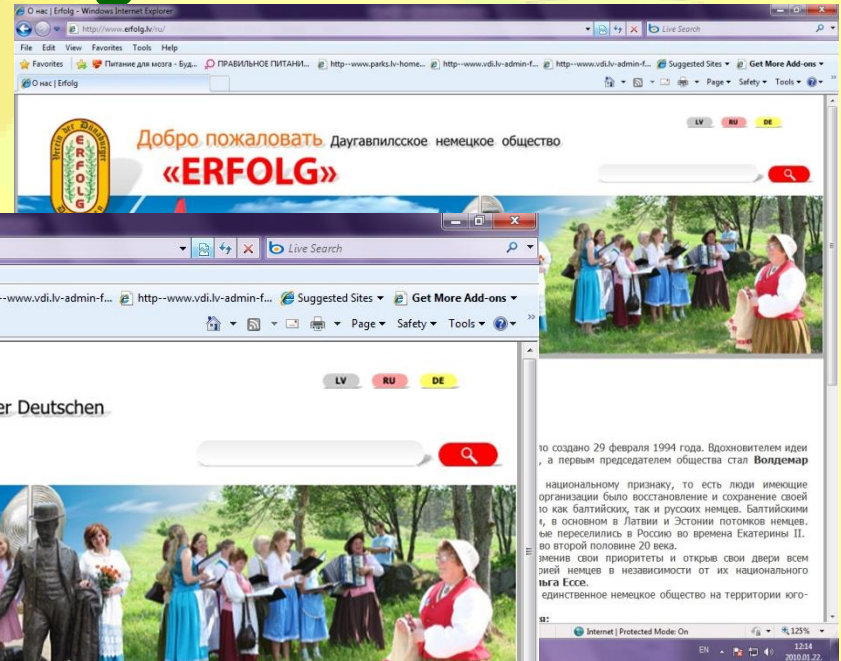 О нас | Erfolg - Windows Internet Explorer
http://www.erfolg.lv/ru/
Live Search
File Edit View Favorites Tools Help
Favorites Питание для мозга - Буд... ПРАВИЛЬНОЕ ПИТАНИ... http--www.parks.lv-home... http--www.vdi.lv-admin-f... http--www.vdi.lv-admin-f... Suggested Sites Get More Add-ons
О нас | Erfolg
Page Safety Tools
LV RU DE
Verein der Dünaburger
ERFOLG
Добро пожаловать Даугавпилсское немецкое общество
«ERFOLG»
Live Search
--www.vdi.lv-admin-f... http--www.vdi.lv-admin-f... Suggested Sites Get More Add-ons
Page Safety Tools
LV RU DE
er Deutschen
создано 29 февраля 1994 года. Вдохновителем идеи
, а первым председателем общества стал Волдемар
национальному признаку, то есть люди имеющие
организации было восстановление и сохранение своей
ло как балтийских, так и русских немцев. Балтийскими
и, в основном в Латвии и Эстонии потомков немцев.
ые переселились в Россию во времена Екатерины II.
во второй половине 20 века.
зменив свои приоритеты и открыв свои двери всем
рией немцев в независимости от их национального
ьга Ессе.
единственное немецкое общество на территории юго-
я:
Internet | Protected Mode: On 125%
EN 12:14
2010.01.22.